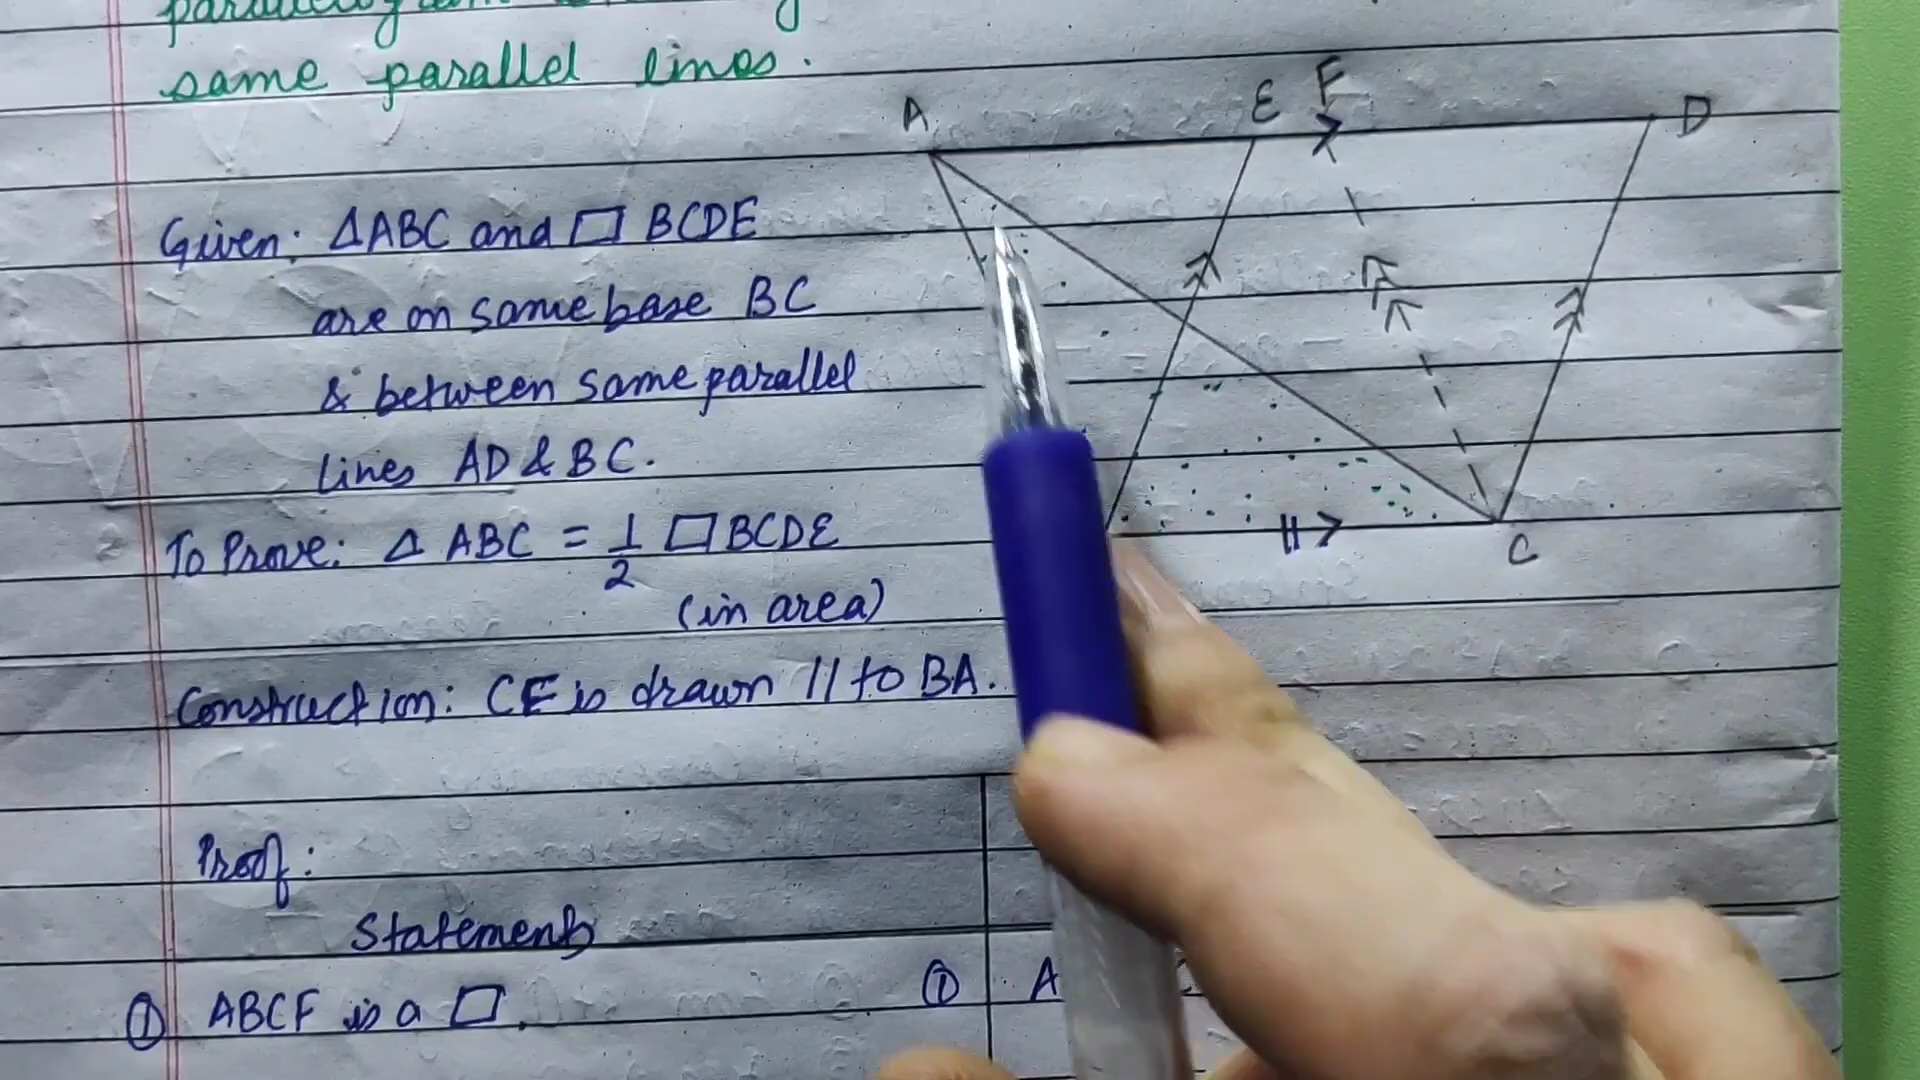 same parallel lines.
A E F D
Given: ΔABC and ▱ BCDE
are on same base BC
& between same parallel
lines AD & BC.
C
To Prove: Δ ABC = 1/2 ▱ BCDE
(in area)
Construction: CF is drawn // to BA.
Proof:
Statements
① ABCF is a ▱. ① A